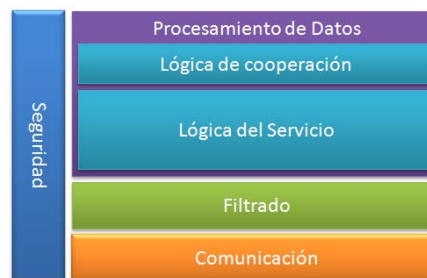 Seguridad
Procesamiento de Datos
Lógica de cooperación
Lógica del Servicio
Filtrado
Comunicación